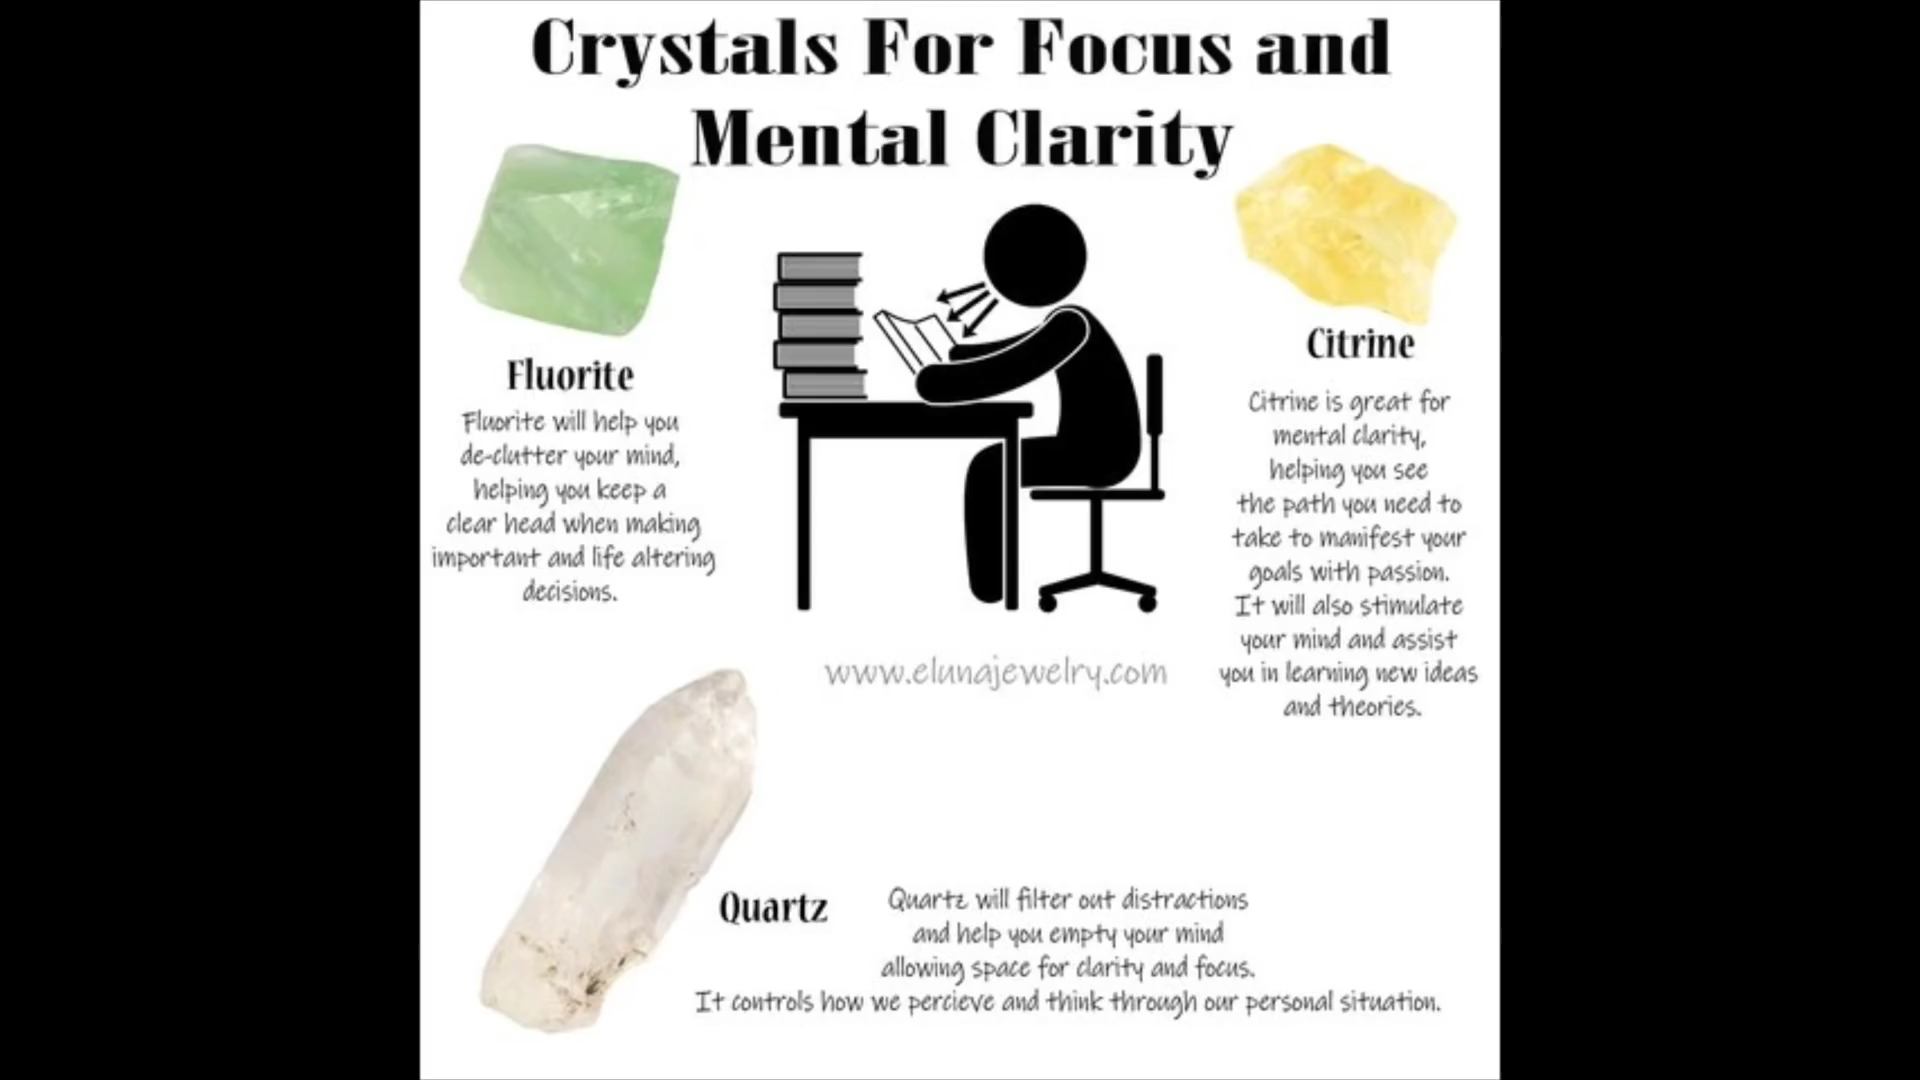 Crystals For Focus and
Mental Clarity
Fluorite
Fluorite will help you
de-clutter your mind,
helping you keep a
clear head when making
important and life altering
decisions.
Citrine
Citrine is great for
mental clarity,
helping you see
the path you need to
take to manifest your
goals with passion.
It will also stimulate
your mind and assist
you in learning new ideas
and theories.
www.elunajewelry.com
Quartz
Quartz will filter out distractions
and help you empty your mind
allowing space for clarity and focus.
It controls how we percieve and think through our personal situation.